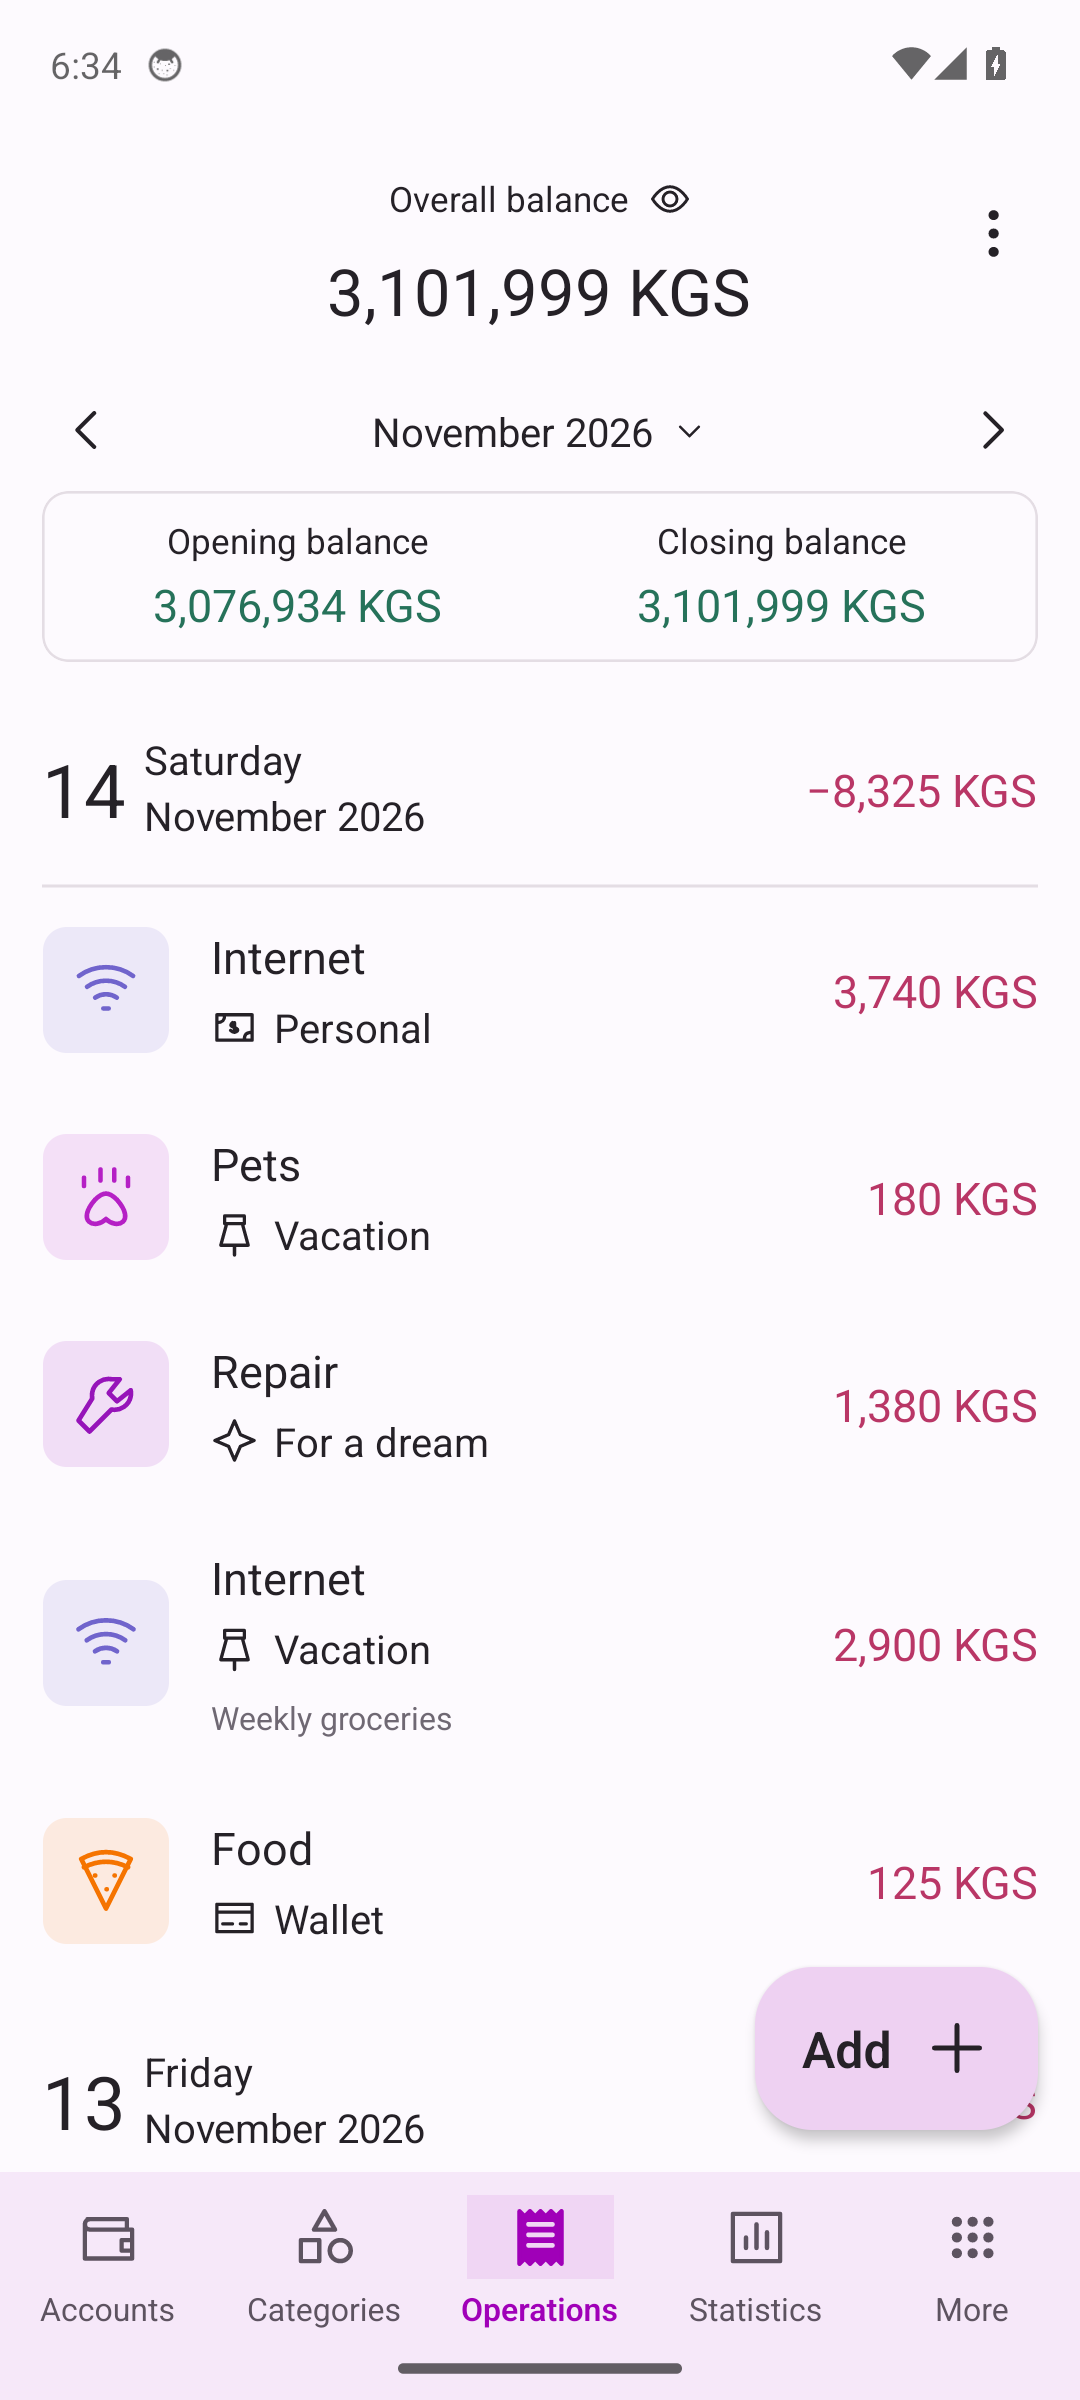 6:34
Overall balance
3,101,999 KGS
November 2026
Opening balance
3,076,934 KGS
Closing balance
3,101,999 KGS
14
Saturday
November 2026
−8,325 KGS
Internet
Personal
3,740 KGS
Pets
Vacation
180 KGS
Repair
For a dream
1,380 KGS
Internet
Vacation
Weekly groceries
2,900 KGS
Food
Wallet
125 KGS
Add
13
Friday
November 2026
Accounts
Categories
Operations
Statistics
More